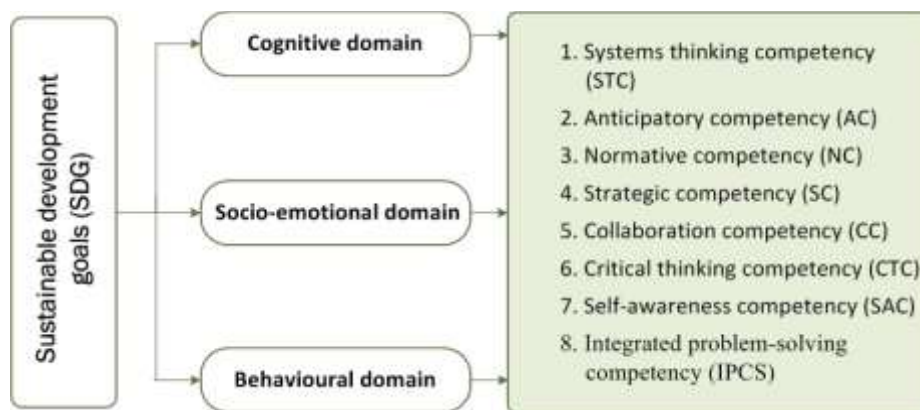 Sustainable development
goals (SDG)
Cognitive domain
Socio-emotional domain
Behavioural domain
1. Systems thinking competency
(STC)
2. Anticipatory competency (AC)
3. Normative competency (NC)
4. Strategic competency (SC)
5. Collaboration competency (CC)
6. Critical thinking competency (CTC)
7. Self-awareness competency (SAC)
8. Integrated problem-solving
competency (IPCS)